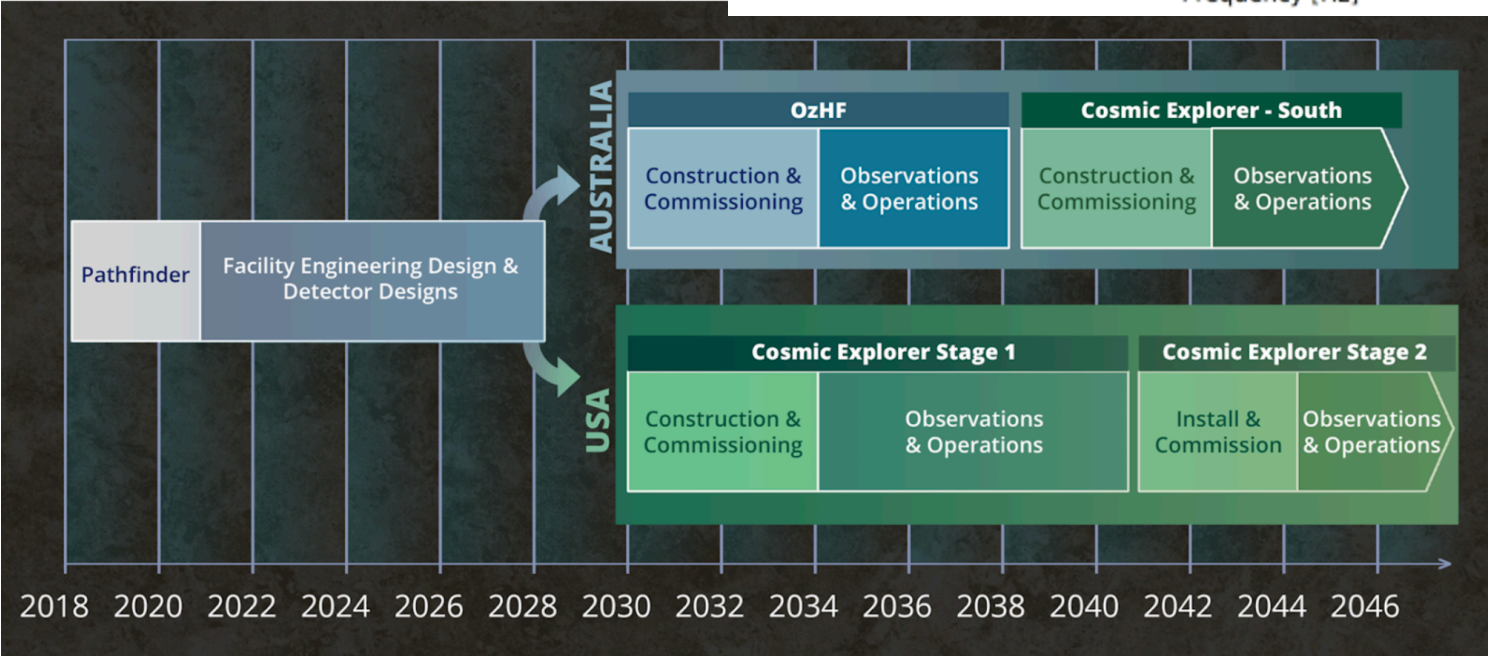 AUSTRALIA
OzHF
Construction &
Commissioning
Observations
& Operations
Cosmic Explorer - South
Construction &
Commissioning
Observations
& Operations
Pathfinder
Facility Engineering Design &
Detector Designs
USA
Cosmic Explorer Stage 1
Construction &
Commissioning
Observations
& Operations
Cosmic Explorer Stage 2
Install &
Commission
Observations
& Operations
2018 2020 2022 2024 2026 2028 2030 2032 2034 2036 2038 2040 2042 2044 2046